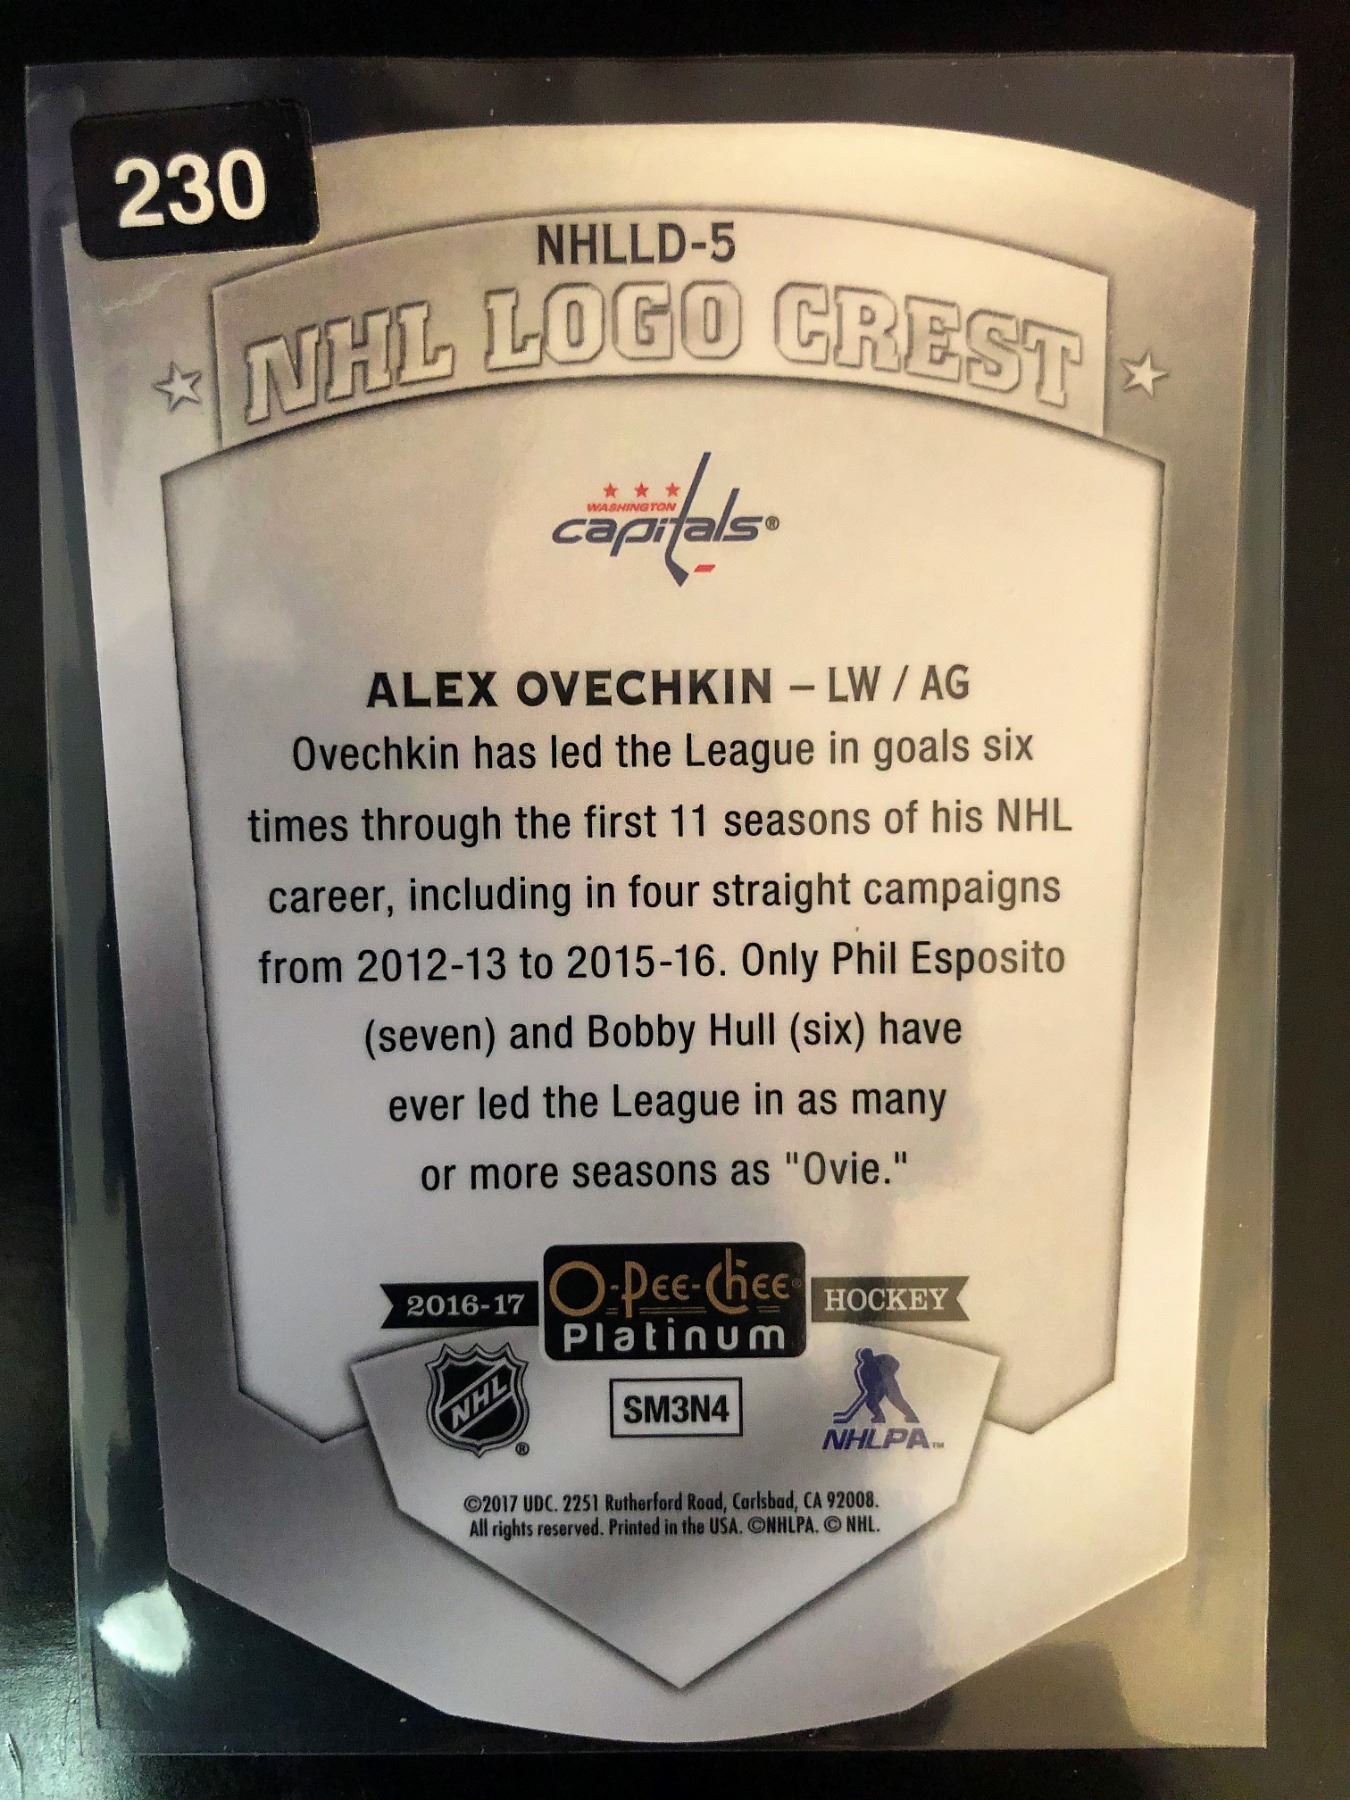 230
NHLLD-5
NHL LOGO CREST
WASHINGTON
capitals®
ALEX OVECHKIN – LW / AG
Ovechkin has led the League in goals six
times through the first 11 seasons of his NHL
career, including in four straight campaigns
from 2012-13 to 2015-16. Only Phil Esposito
(seven) and Bobby Hull (six) have
ever led the League in as many
or more seasons as "Ovie."
2016-17 O-Pee-Chee® HOCKEY
Platinum
NHL ®
SM3N4
NHLPA™
©2017 UDC. 2251 Rutherford Road, Carlsbad, CA 92008.
All rights reserved. Printed in the USA. ©NHLPA. © NHL.